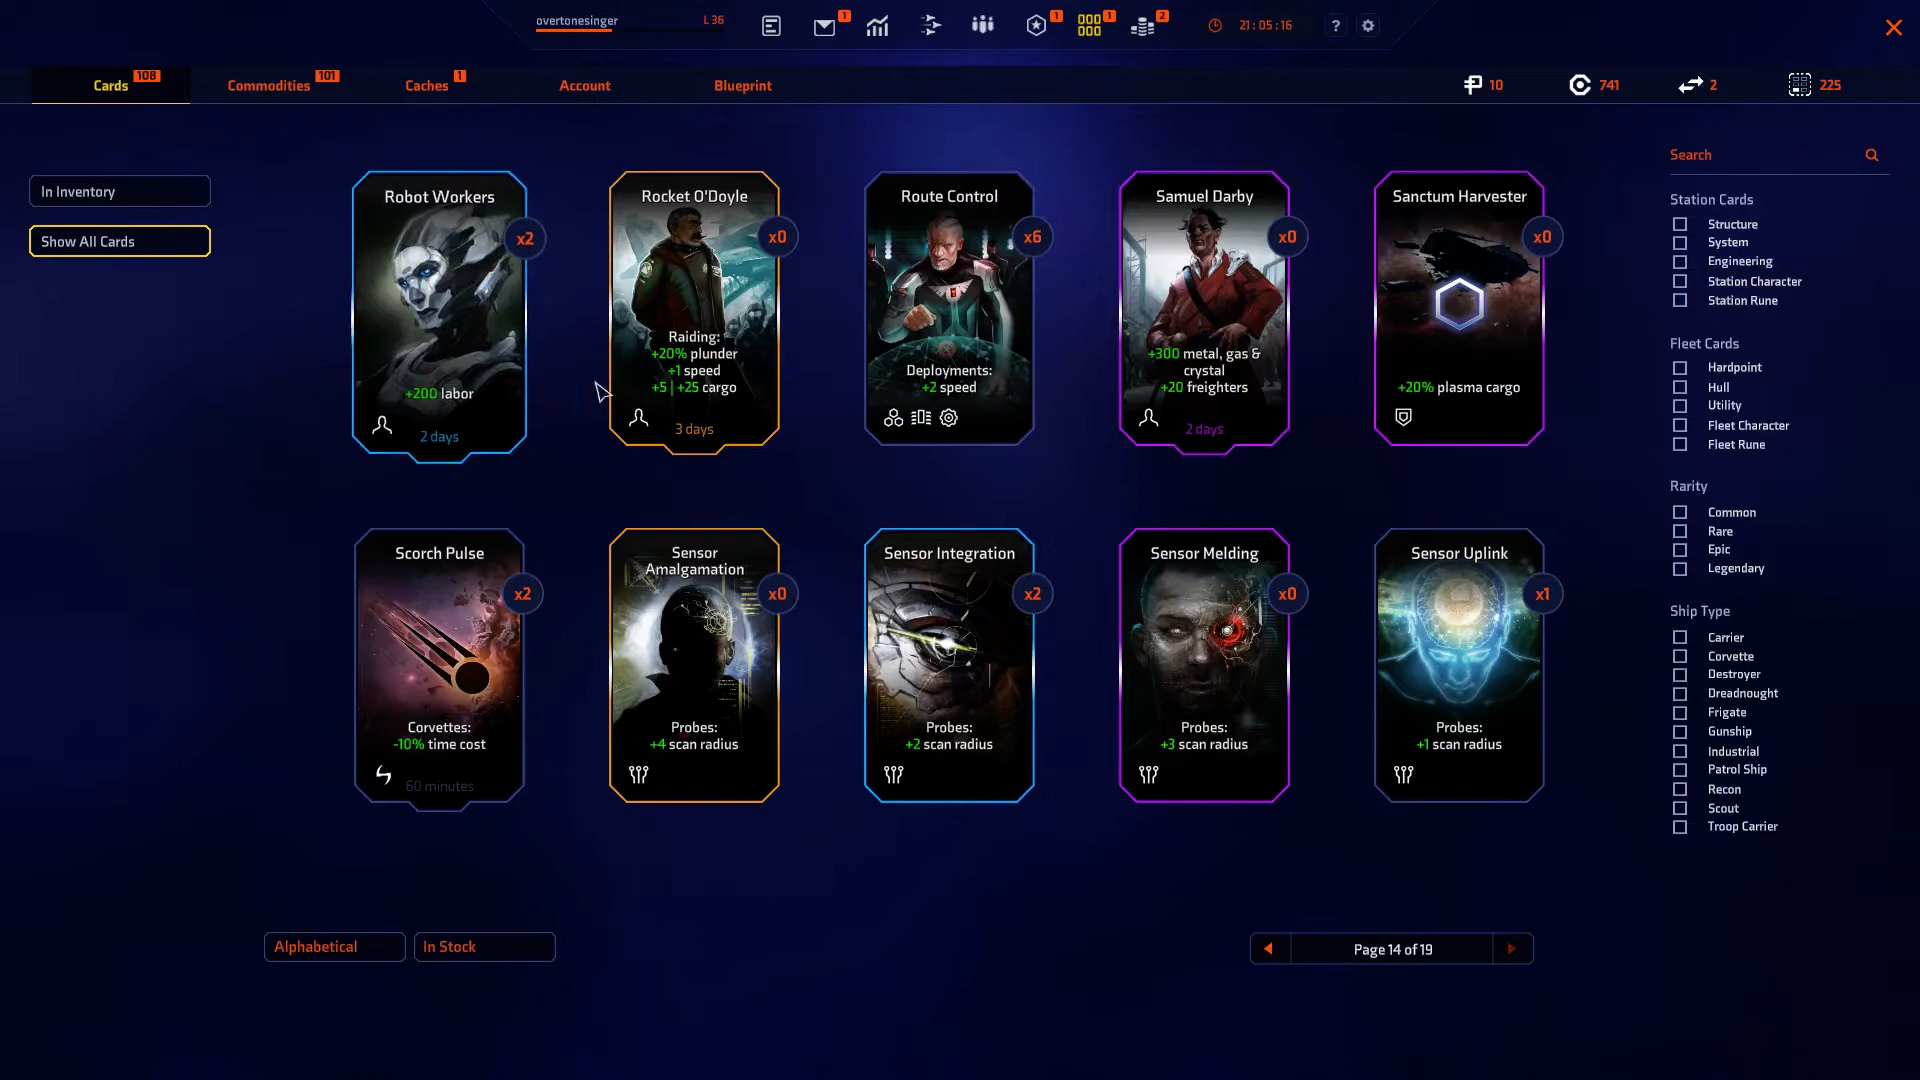 overtonesinger
L 36
1
1
1
2
21:05:16
?
Cards
108
Commodities
101
Caches
1
Account
Blueprint
10
741
2
225
In Inventory
Show All Cards
Robot Workers
x2
+200 labor
2 days
Rocket O'Doyle
x0
Raiding:
+20% plunder
+1 speed
+5 | +25 cargo
3 days
Route Control
x6
Deployments:
+2 speed
Samuel Darby
x0
+300 metal, gas &
crystal
+20 freighters
2 days
Sanctum Harvester
x0
+20% plasma cargo
Scorch Pulse
x2
Corvettes:
-10% time cost
60 minutes
Sensor
Amalgamation
x0
Probes:
+4 scan radius
Sensor Integration
x2
Probes:
+2 scan radius
Sensor Melding
x0
Probes:
+3 scan radius
Sensor Uplink
x1
Probes:
+1 scan radius
Search
Station Cards
Structure
System
Engineering
Station Character
Station Rune
Fleet Cards
Hardpoint
Hull
Utility
Fleet Character
Fleet Rune
Rarity
Common
Rare
Epic
Legendary
Ship Type
Carrier
Corvette
Destroyer
Dreadnought
Frigate
Gunship
Industrial
Patrol Ship
Recon
Scout
Troop Carrier
Alphabetical
In Stock
Page 14 of 19